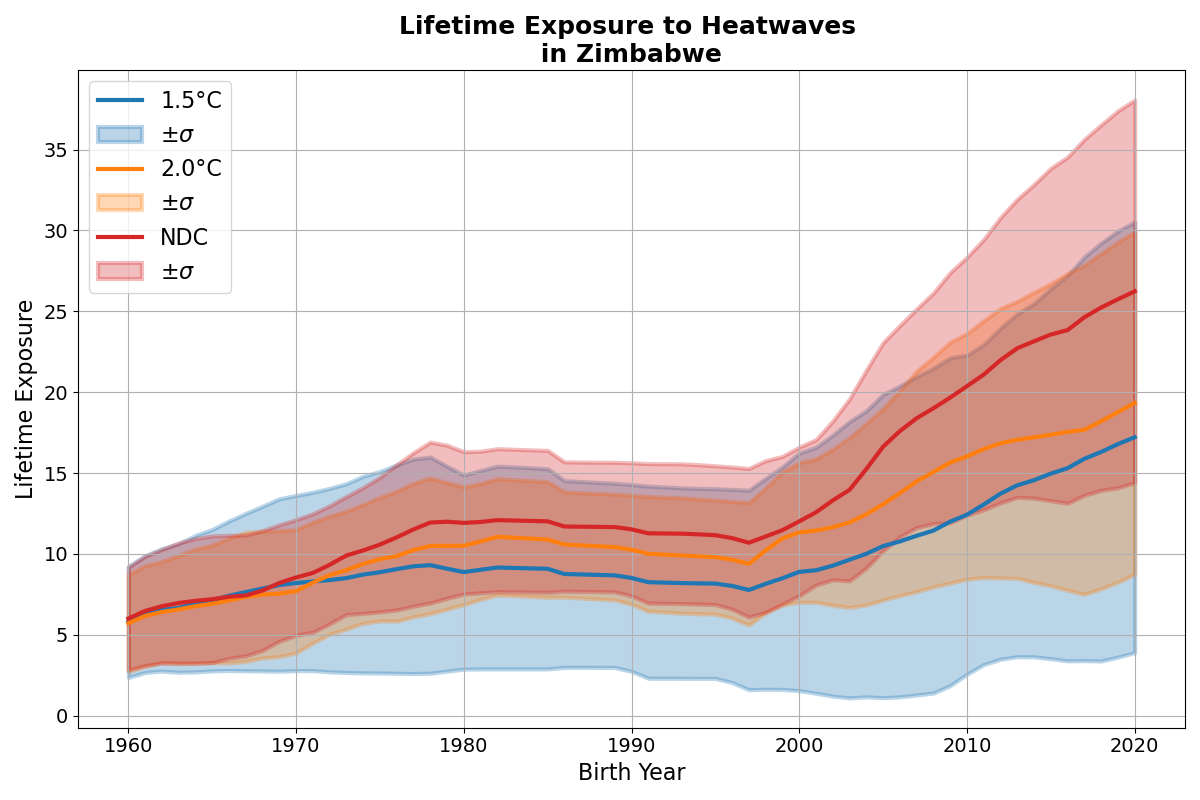 Lifetime Exposure to Heatwaves
in Zimbabwe
1.5°C
±σ
2.0°C
±σ
NDC
±σ
Lifetime Exposure
35
30
25
20
15
10
5
0
1960 1970 1980 1990 2000 2010 2020
Birth Year